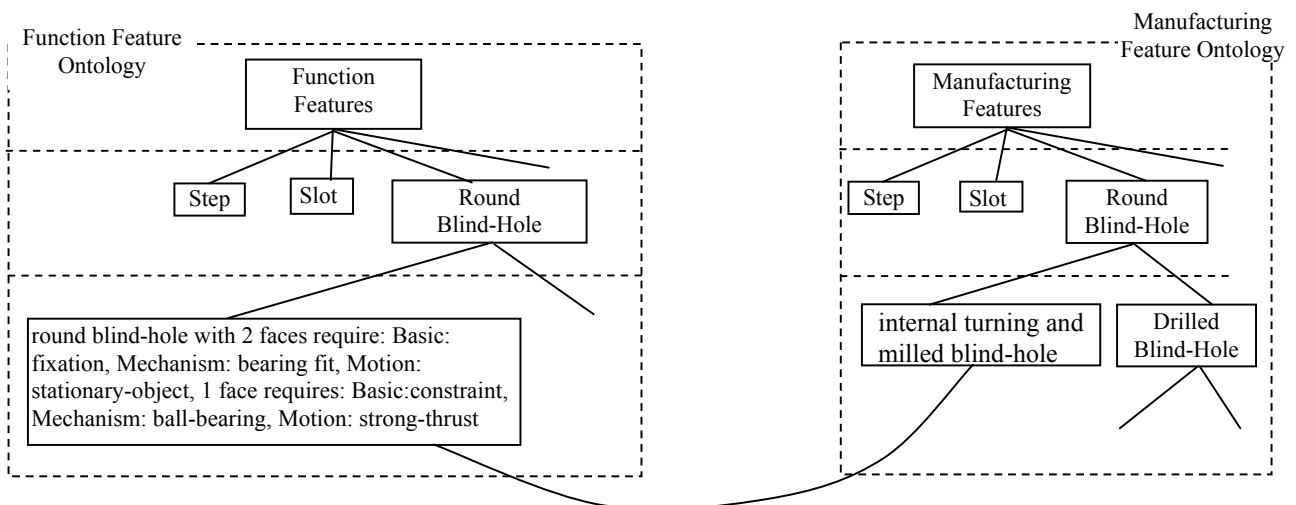 Function Feature
Ontology
Function
Features
Step
Slot
Round
Blind-Hole
round blind-hole with 2 faces require: Basic:
fixation, Mechanism: bearing fit, Motion:
stationary-object, 1 face requires: Basic:constraint,
Mechanism: ball-bearing, Motion: strong-thrust
Manufacturing
Feature Ontology
Manufacturing
Features
Step
Slot
Round
Blind-Hole
internal turning and
milled blind-hole
Drilled
Blind-Hole